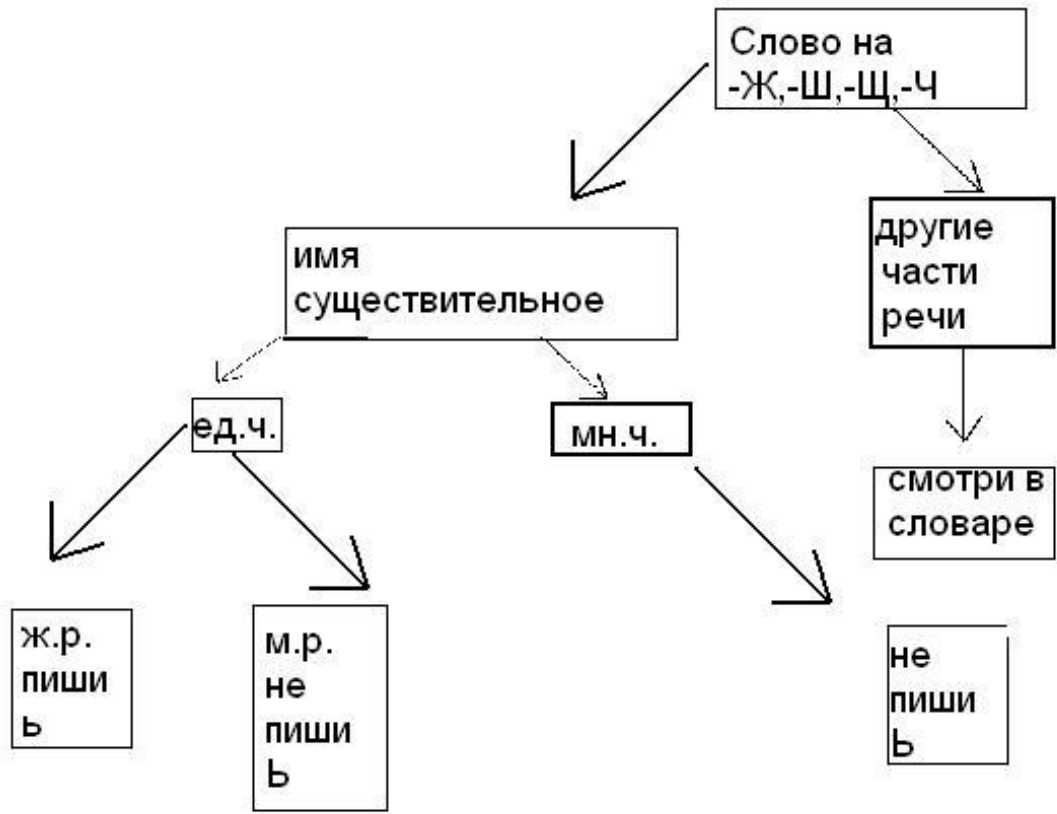 Слово на
-Ж,-Ш,-Щ,-Ч
имя
существительное
другие
части
речи
ед.ч.
мн.ч.
смотри в
словаре
ж.р.
пиши
ь
м.р.
не
пиши
Ь
не
пиши
Ь